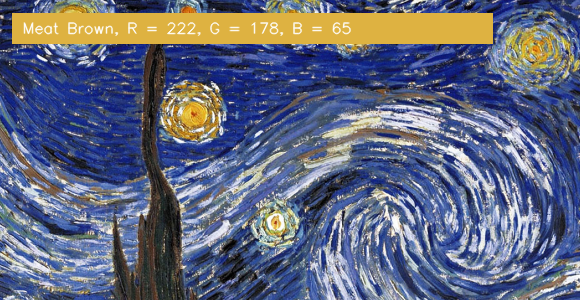 Meat Brown, R = 222, G = 178, B = 65